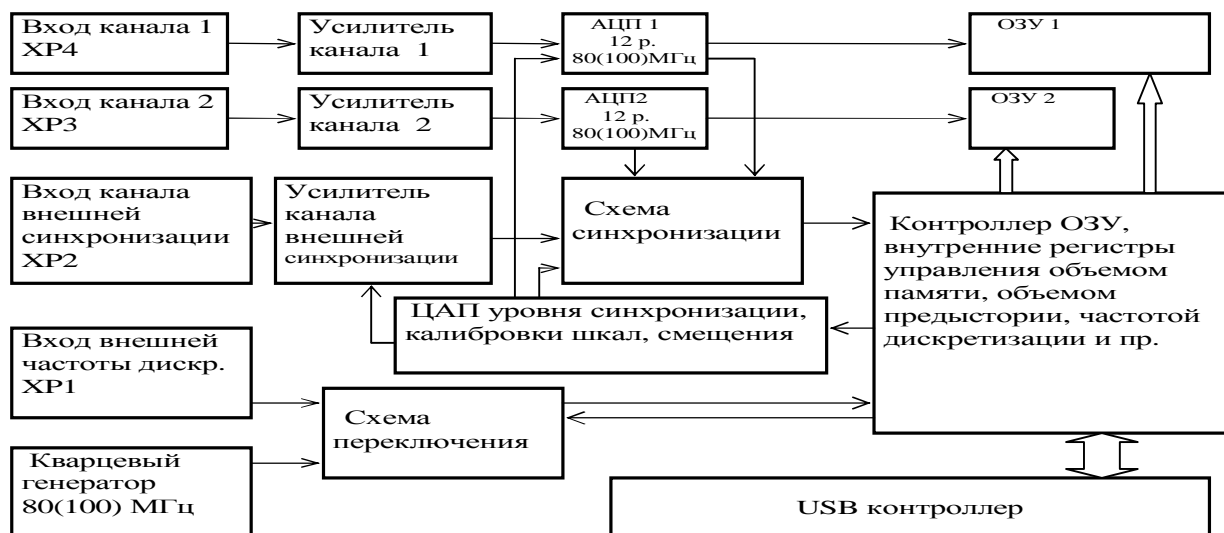 Вход канала 1
XP4
Усилитель
канала 1
АЦП 1
12 р.
80(100)МГц
ОЗУ 1
Вход канала 2
XP3
Усилитель
канала 2
АЦП2
12 р.
80(100)МГц
ОЗУ 2
Вход канала
внешней
синхронизации
XP2
Усилитель
канала
внешней
синхронизации
Схема
синхронизации
Контроллер ОЗУ,
внутренние регистры
управления объемом
памяти, объемом
предыстории, частотой
дискретизации и пр.
ЦАП уровня синхронизации,
калибровки шкал, смещения
Вход внешней
частоты дискр.
XP1
Схема
переключения
Кварцевый
генератор
80(100) МГц
USB контроллер